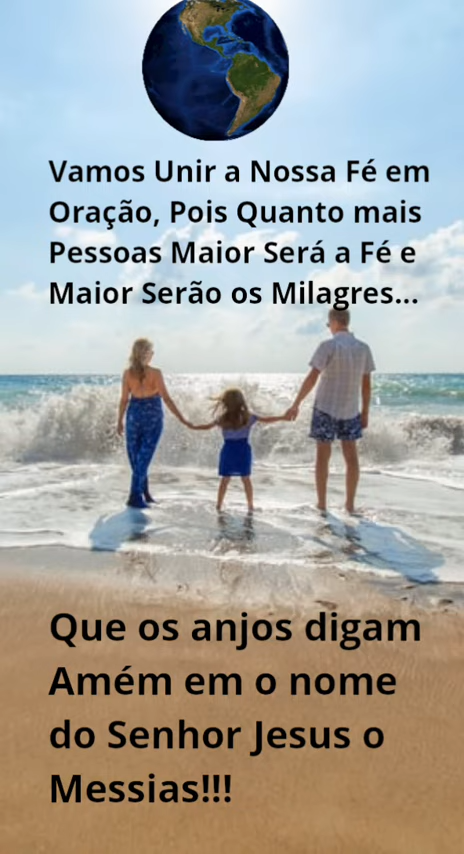 Vamos Unir a Nossa Fé em
Oração, Pois Quanto mais
Pessoas Maior Será a Fé e
Maior Serão os Milagres...
Que os anjos digam
Amém em o nome
do Senhor Jesus o
Messias!!!